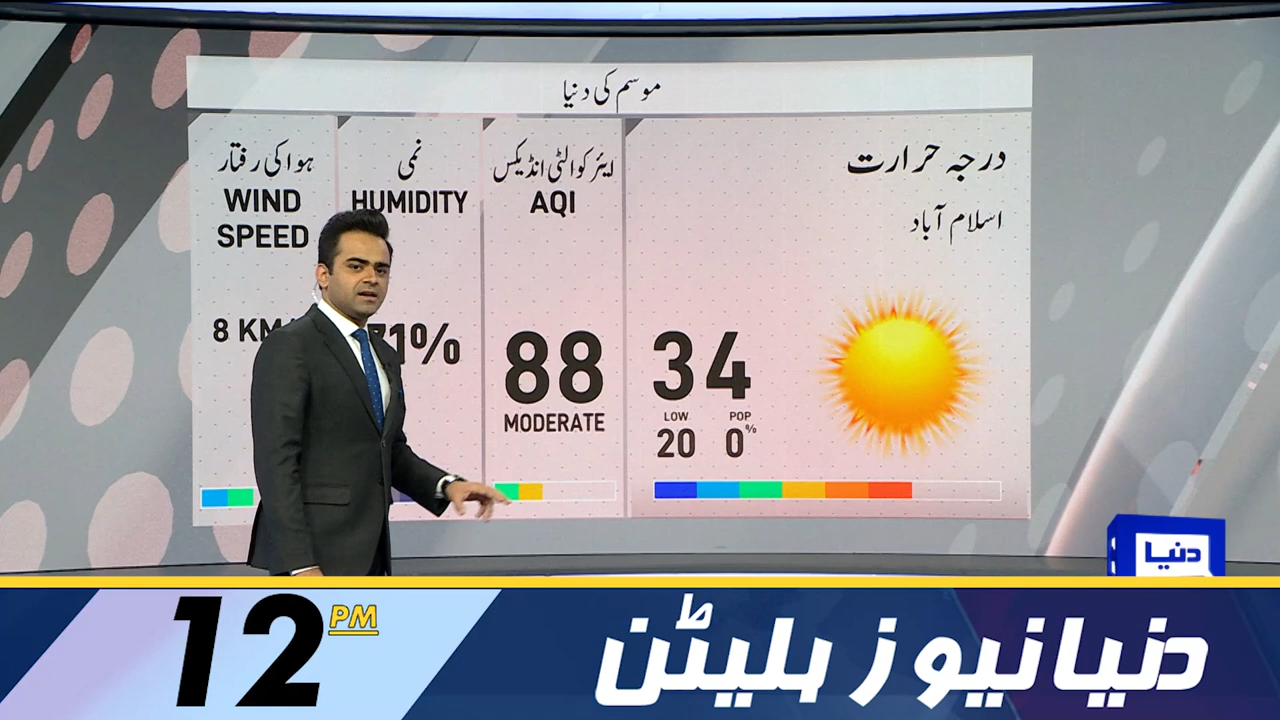 موسم کی دنیا
درجہ حرارت
اسلام آباد
34
LOW
20
POP
0%
ایئر کوالٹی انڈیکس
AQI
88
MODERATE
نمی
HUMIDITY
71%
ہوا کی رفتار
WIND
SPEED
8 KM
دنیا
دنیا نیوز بلیٹن
12 PM